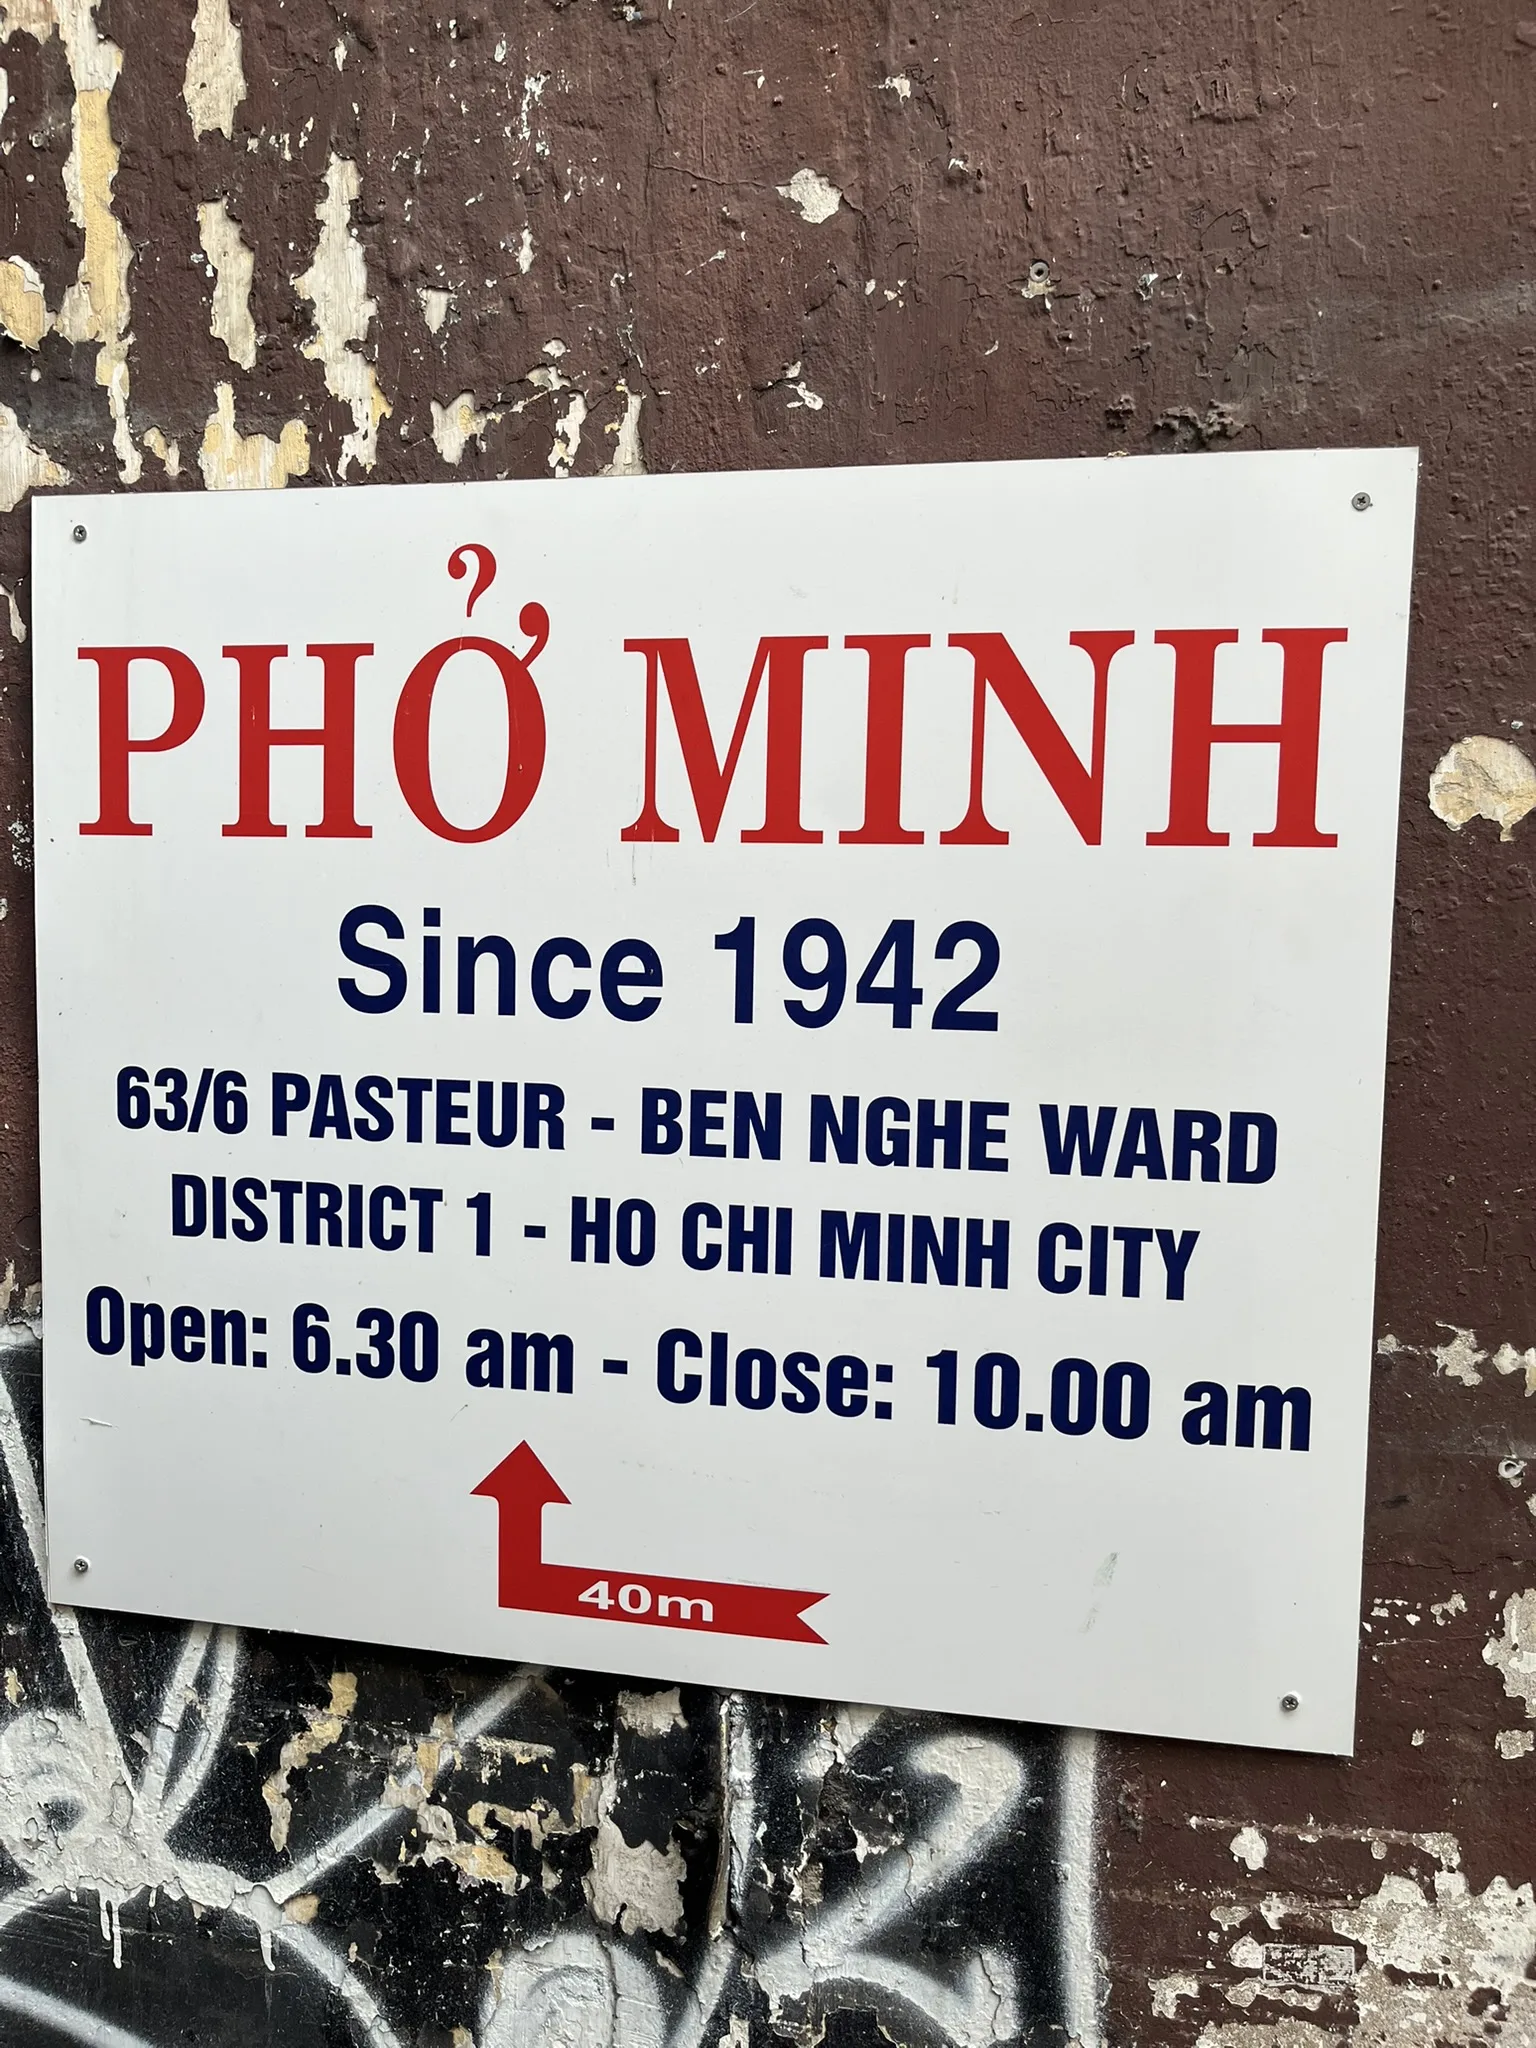 PHỞ MINH
Since 1942
63/6 PASTEUR - BEN NGHE WARD
DISTRICT 1 - HO CHI MINH CITY
Open: 6.30 am - Close: 10.00 am
40m